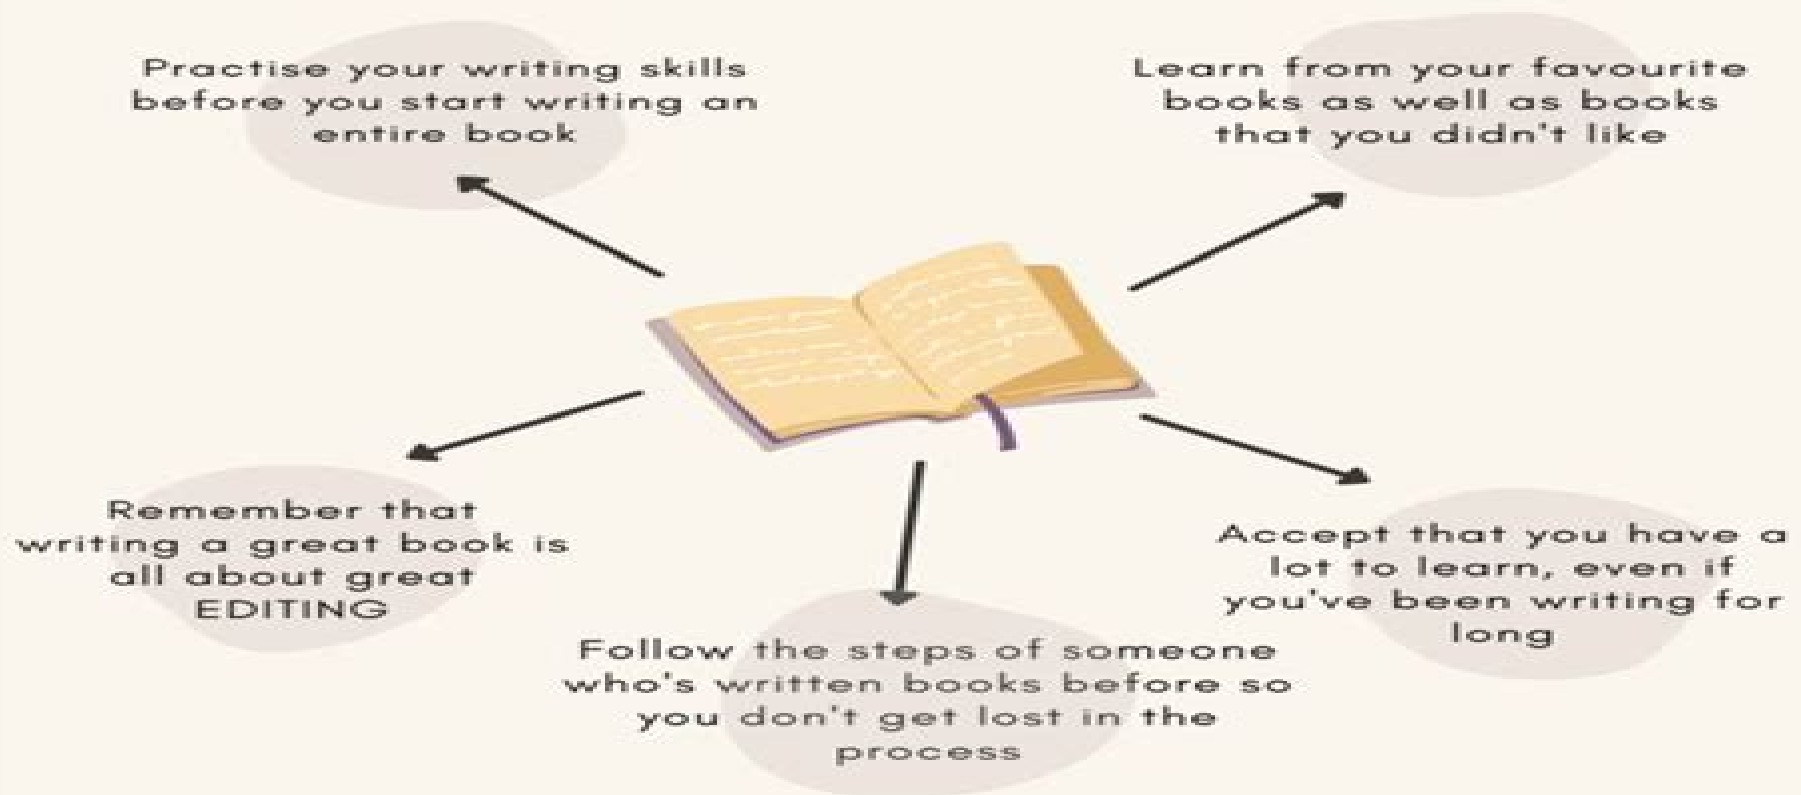 Practise your writing skills
before you start writing an
entire book
Learn from your favourite
books as well as books
that you didn't like
Remember that
writing a great book is
all about great
EDITING
Follow the steps of someone
who's written books before so
you don't get lost in the
process
Accept that you have a
lot to learn, even if
you've been writing for
long